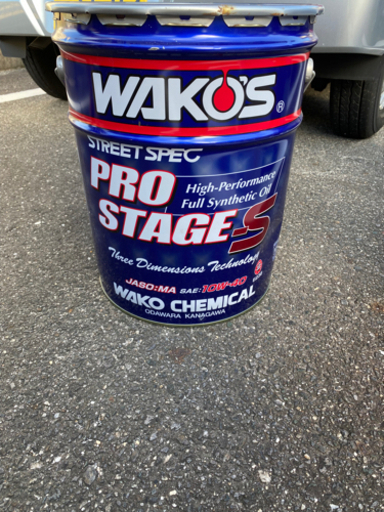 WAKO'S®
STREET SPEC
PRO
High-Performance
Full Synthetic Oil
STAGE-S
Three Dimensions Technology
JASO:MA SAE:10W-40
WAKO CHEMICAL
ODAWARA KANAGAWA